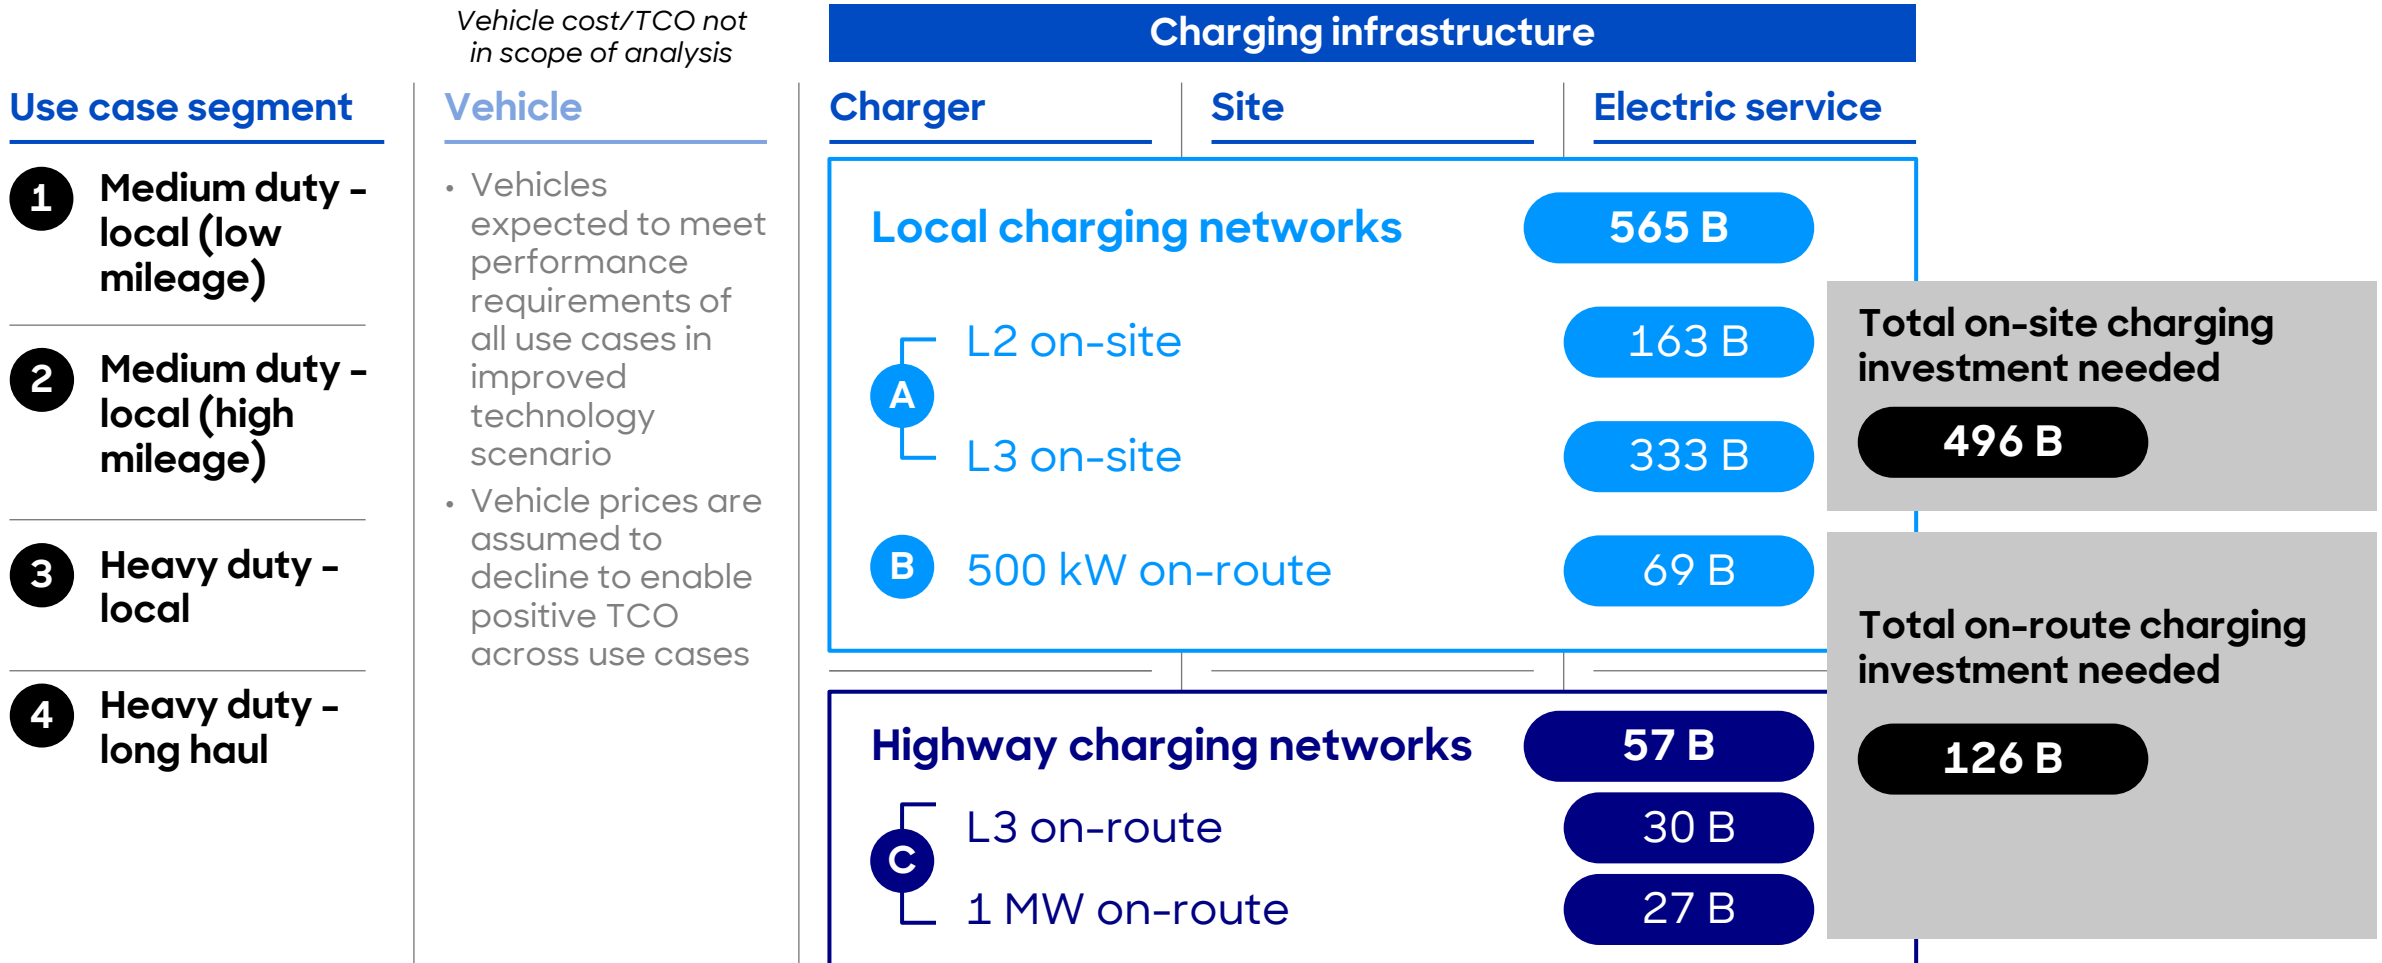 Vehicle cost/TCO not
in scope of analysis
Charging infrastructure
Use case segment
Vehicle
Charger
Site
Electric service
1
Medium duty -
local (low
mileage)
2
Medium duty -
local (high
mileage)
3
Heavy duty -
local
4
Heavy duty -
long haul
• Vehicles
expected to meet
performance
requirements of
all use cases in
improved
technology
scenario
• Vehicle prices are
assumed to
decline to enable
positive TCO
across use cases
Local charging networks
565 B
A
L2 on-site
163 B
L3 on-site
333 B
B
500 kW on-route
69 B
Highway charging networks
57 B
C
L3 on-route
30 B
1 MW on-route
27 B
Total on-site charging
investment needed
496 B
Total on-route charging
investment needed
126 B